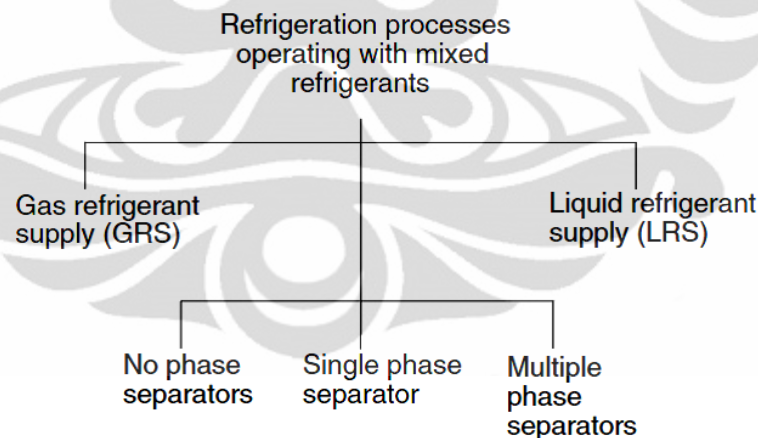 Refrigeration processes
operating with mixed
refrigerants
Gas refrigerant
supply (GRS)
Liquid refrigerant
supply (LRS)
No phase
separators
Single phase
separator
Multiple
phase
separators